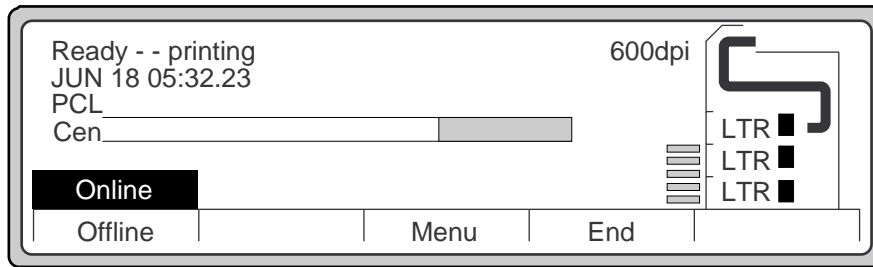 Ready - - printing 600dpi
JUN 18 05:32.23
PCL
Cen
LTR
LTR
LTR
Online
Offline Menu End